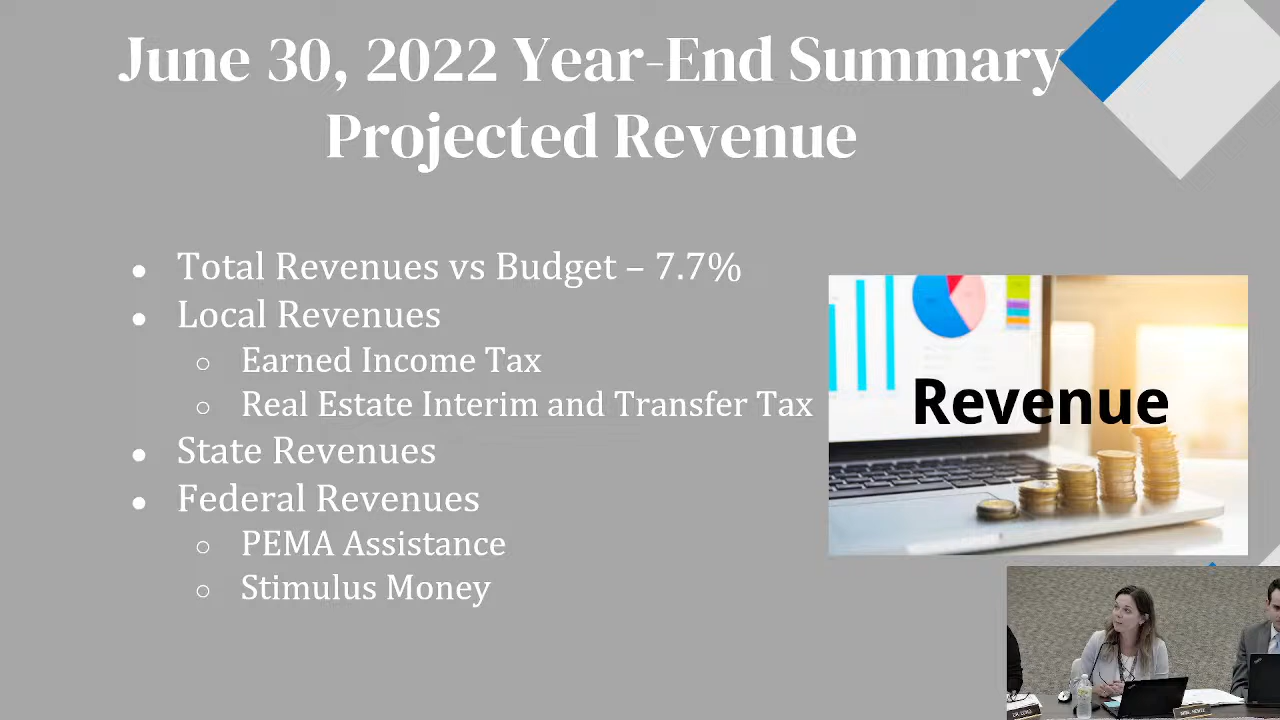 June 30, 2022 Year-End Summary
Projected Revenue
● Total Revenues vs Budget – 7.7%
● Local Revenues
○ Earned Income Tax
○ Real Estate Interim and Transfer Tax
● State Revenues
● Federal Revenues
○ PEMA Assistance
○ Stimulus Money
Revenue